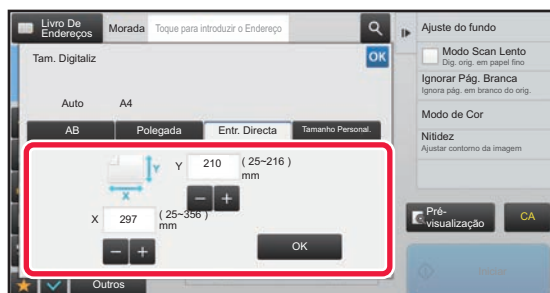 Livro De
Endereços
Morada
Toque para introduzir o Endereço
Tam. Digitaliz
OK
Auto
A4
AB
Polegada
Entr. Directa
Tamanho Personal.
Y
X
Y
210
( 25~216 )
mm
X
297
( 25~356 )
mm
OK
Outros
Ajuste do fundo
Modo Scan Lento
Dig. orig. em papel fino
Ignorar Pág. Branca
Ignora pág. em branco do orig.
Modo de Cor
Nitidez
Ajustar contorno da imagem
Pré-
visualização
CA